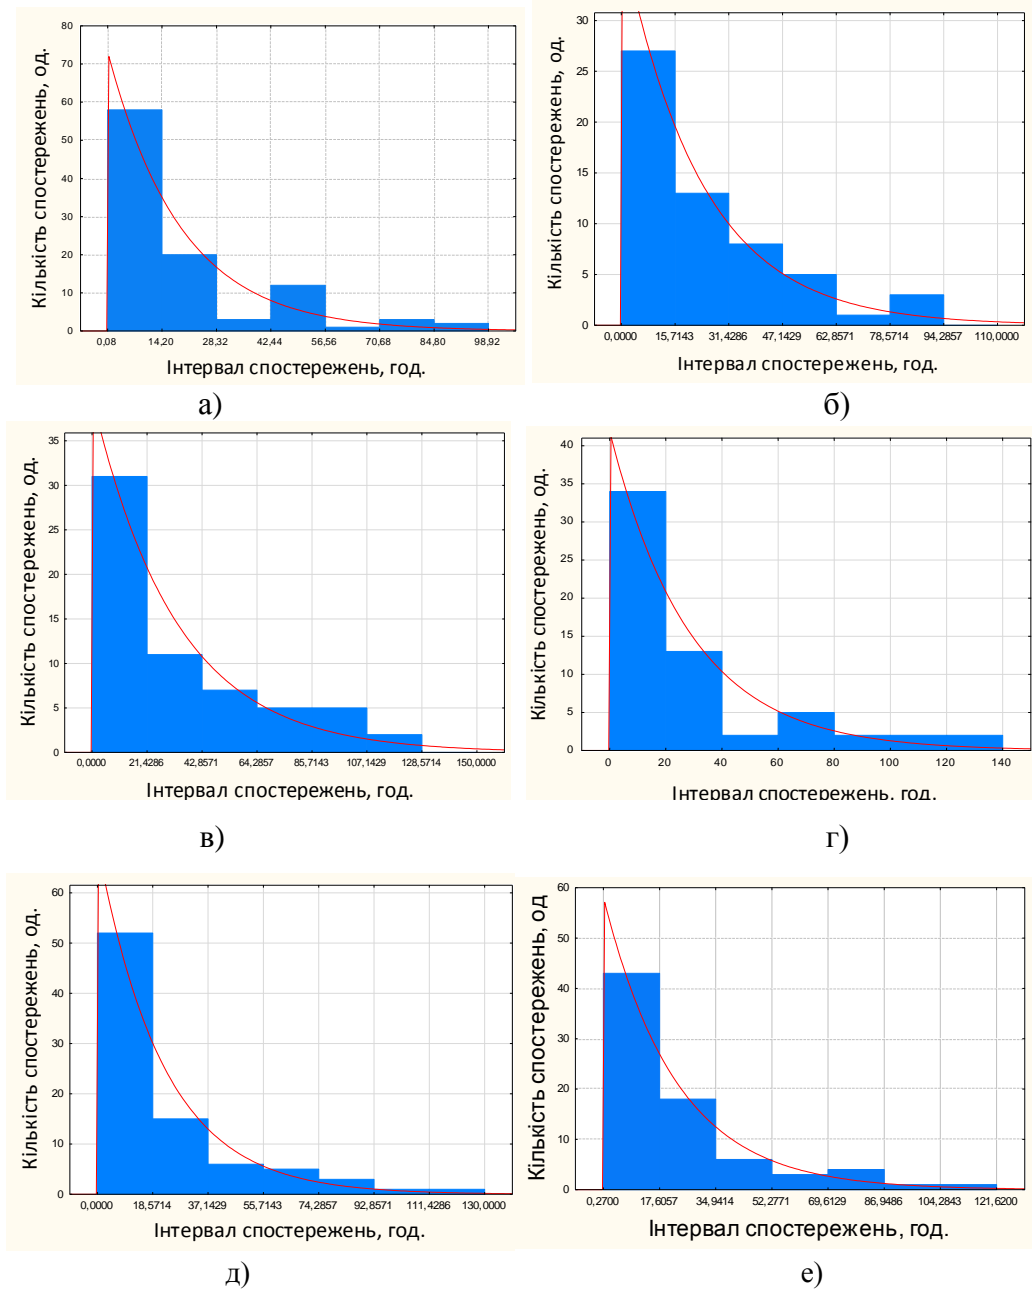 Кількість спостережень, од.
80
70
60
50
40
30
20
10
0
0,08 14,20 28,32 42,44 56,56 70,68 84,80 98,92
Інтервал спостережень, год.
а)
Кількість спостережень, од.
30
25
20
15
10
5
0
0,0000 15,7143 31,4286 47,1429 62,8571 78,5714 94,2857 110,0000
Інтервал спостережень, год.
б)
Кількість спостережень, од.
35
30
25
20
15
10
5
0
0,0000 21,4286 42,8571 64,2857 85,7143 107,1429 128,5714 150,0000
Інтервал спостережень, год.
в)
Кількість спостережень, од.
40
35
30
25
20
15
10
5
0
0 20 40 60 80 100 120 140
Інтервал спостережень, год.
г)
Кількість спостережень, од.
60
50
40
30
20
10
0
0,0000 18,5714 37,1429 55,7143 74,2857 92,8571 111,4286 130,0000
Інтервал спостережень, год.
д)
Кількість спостережень, од
60
50
40
30
20
10
0
0,2700 17,6057 34,9414 52,2771 69,6129 86,9486 104,2843 121,6200
Інтервал спостережень, год.
е)